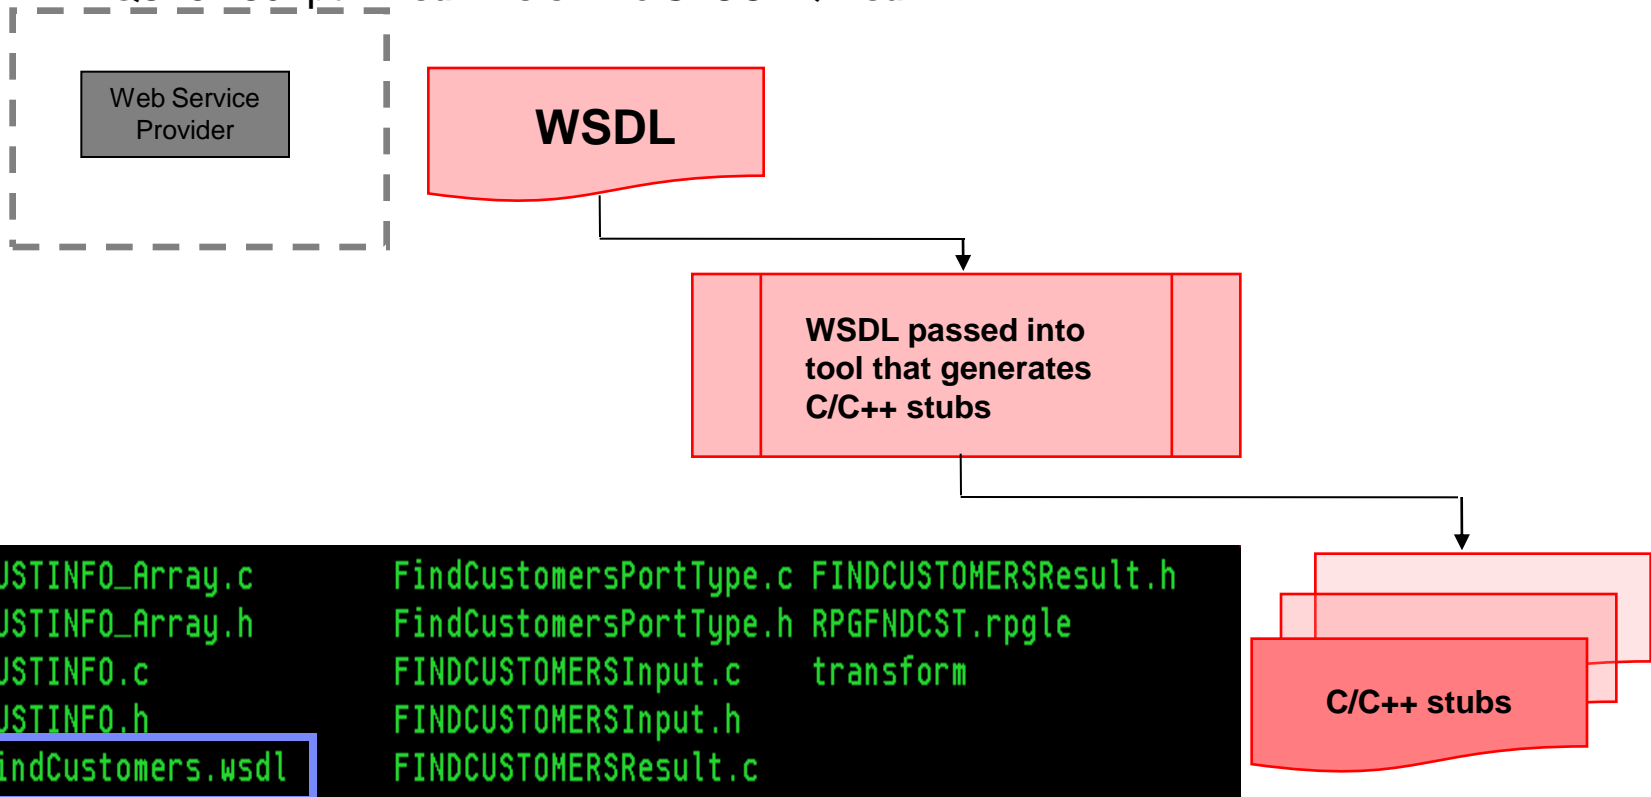 Web Service
Provider
WSDL
WSDL passed into
tool that generates
C/C++ stubs
USTINFO_Array.c FindCustomersPortType.c FINDCUSTOMERSResult.h
USTINFO_Array.h FindCustomersPortType.h RPGFNDCST.rpgle
USTINFO.c FINDCUSTOMERSInput.c transform
USTINFO.h FINDCUSTOMERSInput.h
indCustomers.wsdl FINDCUSTOMERSResult.c
C/C++ stubs